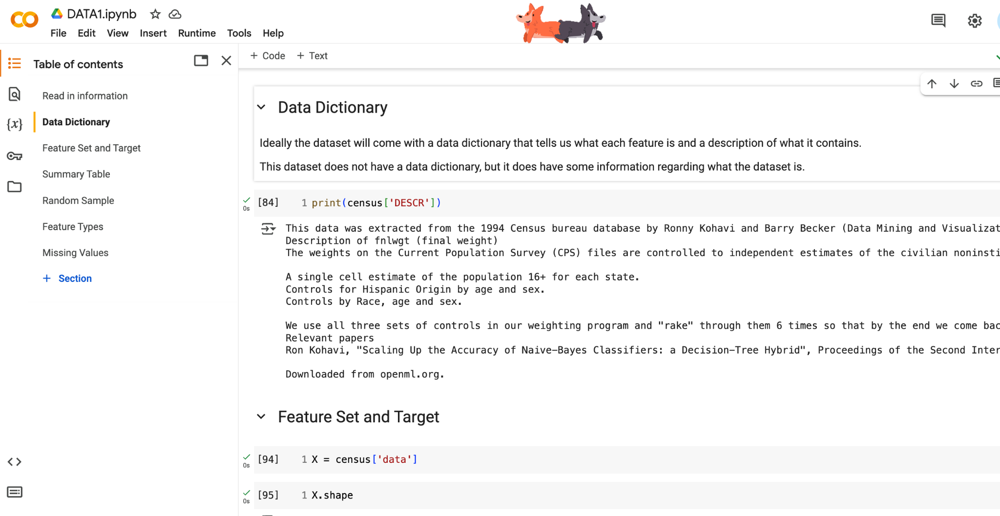 DATA1.ipynb
File Edit View Insert Runtime Tools Help
Table of contents
Read in information
Data Dictionary
Feature Set and Target
Summary Table
Random Sample
Feature Types
Missing Values
+ Section
+ Code + Text
Data Dictionary
Ideally the dataset will come with a data dictionary that tells us what each feature is and a description of what it contains.
This dataset does not have a data dictionary, but it does have some information regarding what the dataset is.
0s [84] 1 print(census['DESCR'])
This data was extracted from the 1994 Census bureau database by Ronny Kohavi and Barry Becker (Data Mining and Visualizat
Description of fnlwgt (final weight)
The weights on the Current Population Survey (CPS) files are controlled to independent estimates of the civilian noninsti
A single cell estimate of the population 16+ for each state.
Controls for Hispanic Origin by age and sex.
Controls by Race, age and sex.
We use all three sets of controls in our weighting program and "rake" through them 6 times so that by the end we come bac
Relevant papers
Ron Kohavi, "Scaling Up the Accuracy of Naive-Bayes Classifiers: a Decision-Tree Hybrid", Proceedings of the Second Inter
Downloaded from openml.org.
Feature Set and Target
0s [94] 1 X = census['data']
0s [95] 1 X.shape